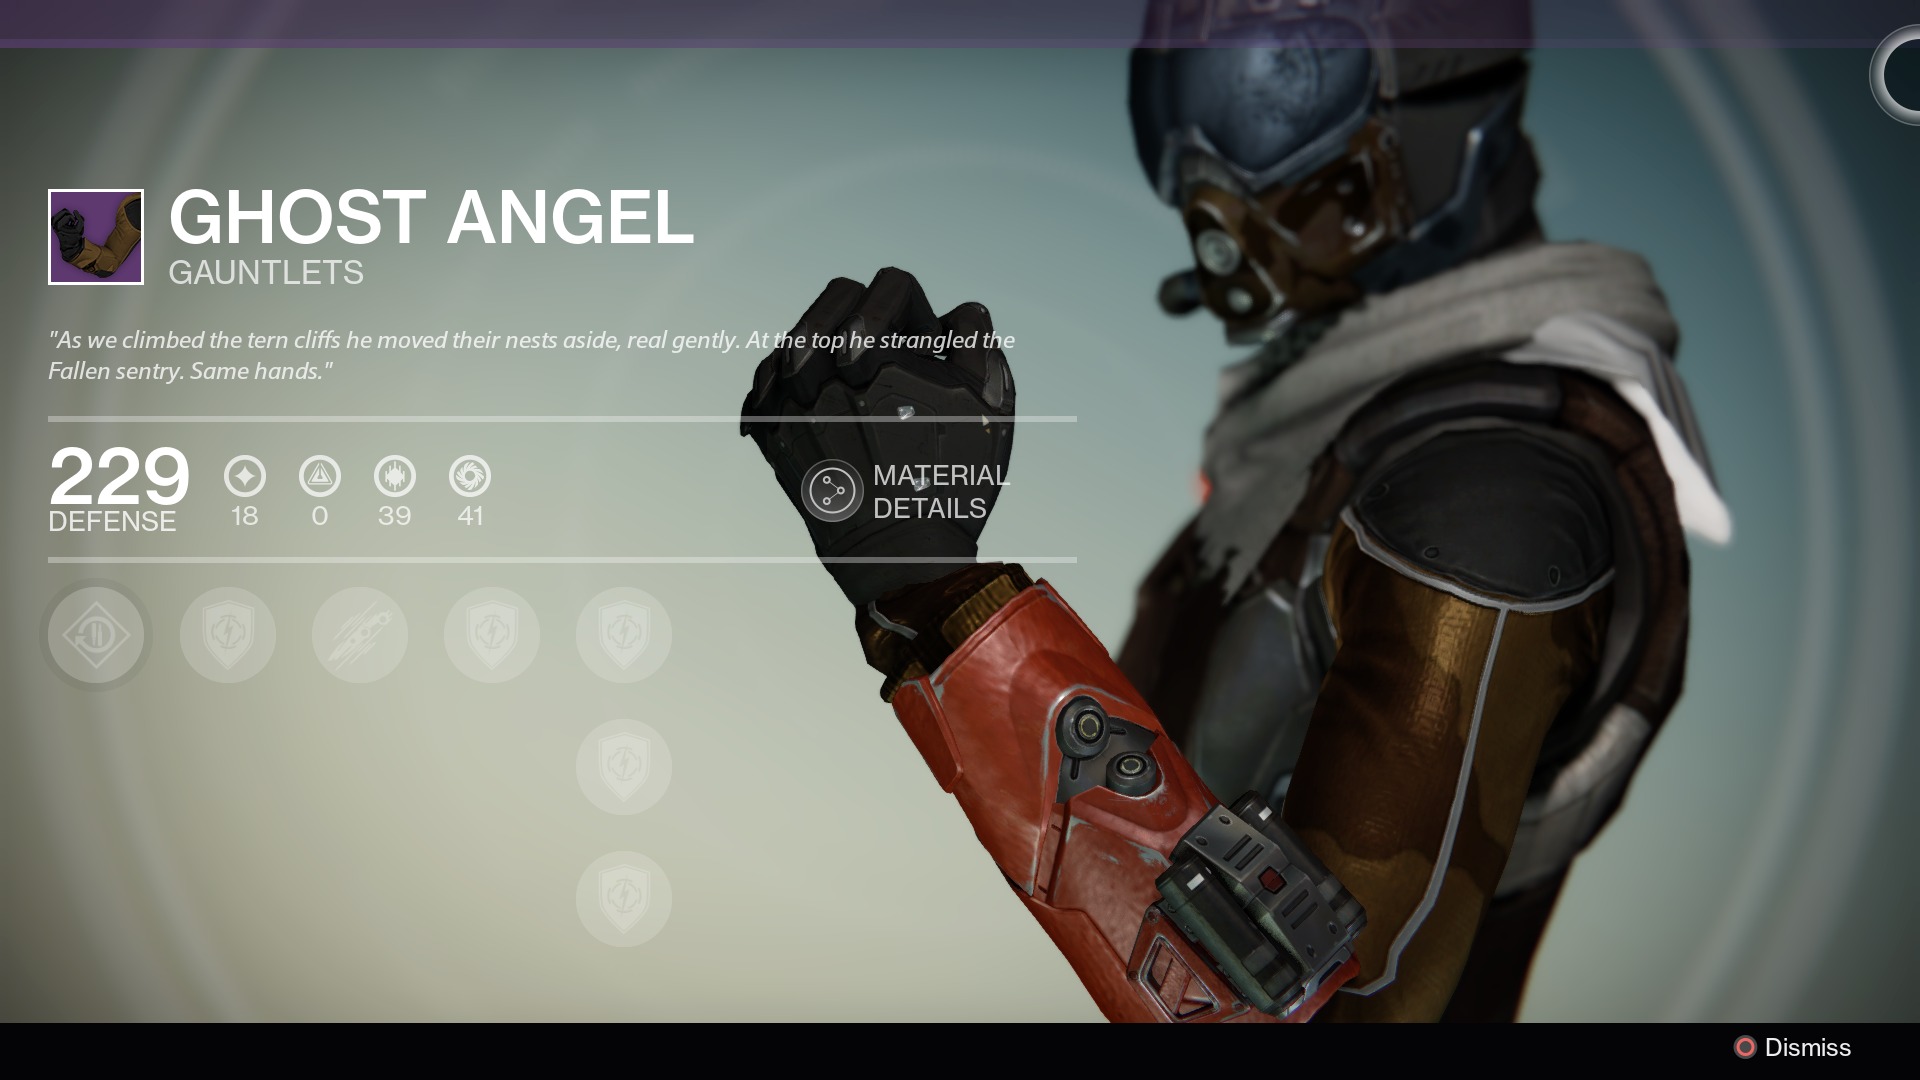 GHOST ANGEL
GAUNTLETS
"As we climbed the tern cliffs he moved their nests aside, real gently. At the top he strangled the
Fallen sentry. Same hands."
229
DEFENSE
18 0 39 41
MATERIAL
DETAILS
Dismiss